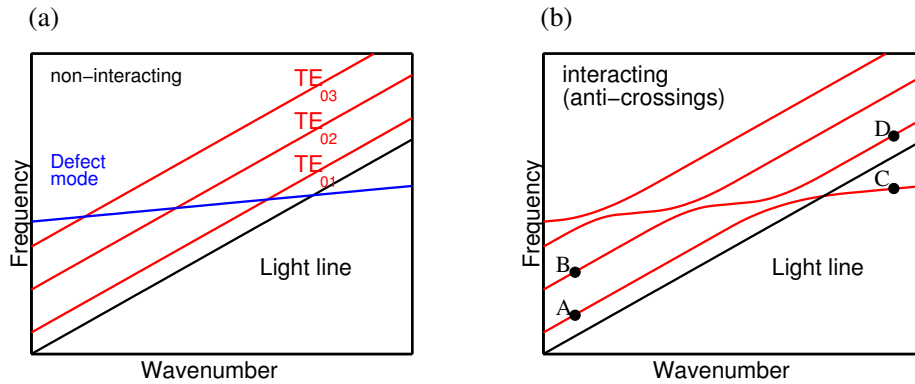 (a)
non-interacting
TE03
TE02
Defect
mode
TE01
Light line
Frequency
Wavenumber
(b)
interacting
(anti-crossings)
D
C
B
A
Light line
Frequency
Wavenumber